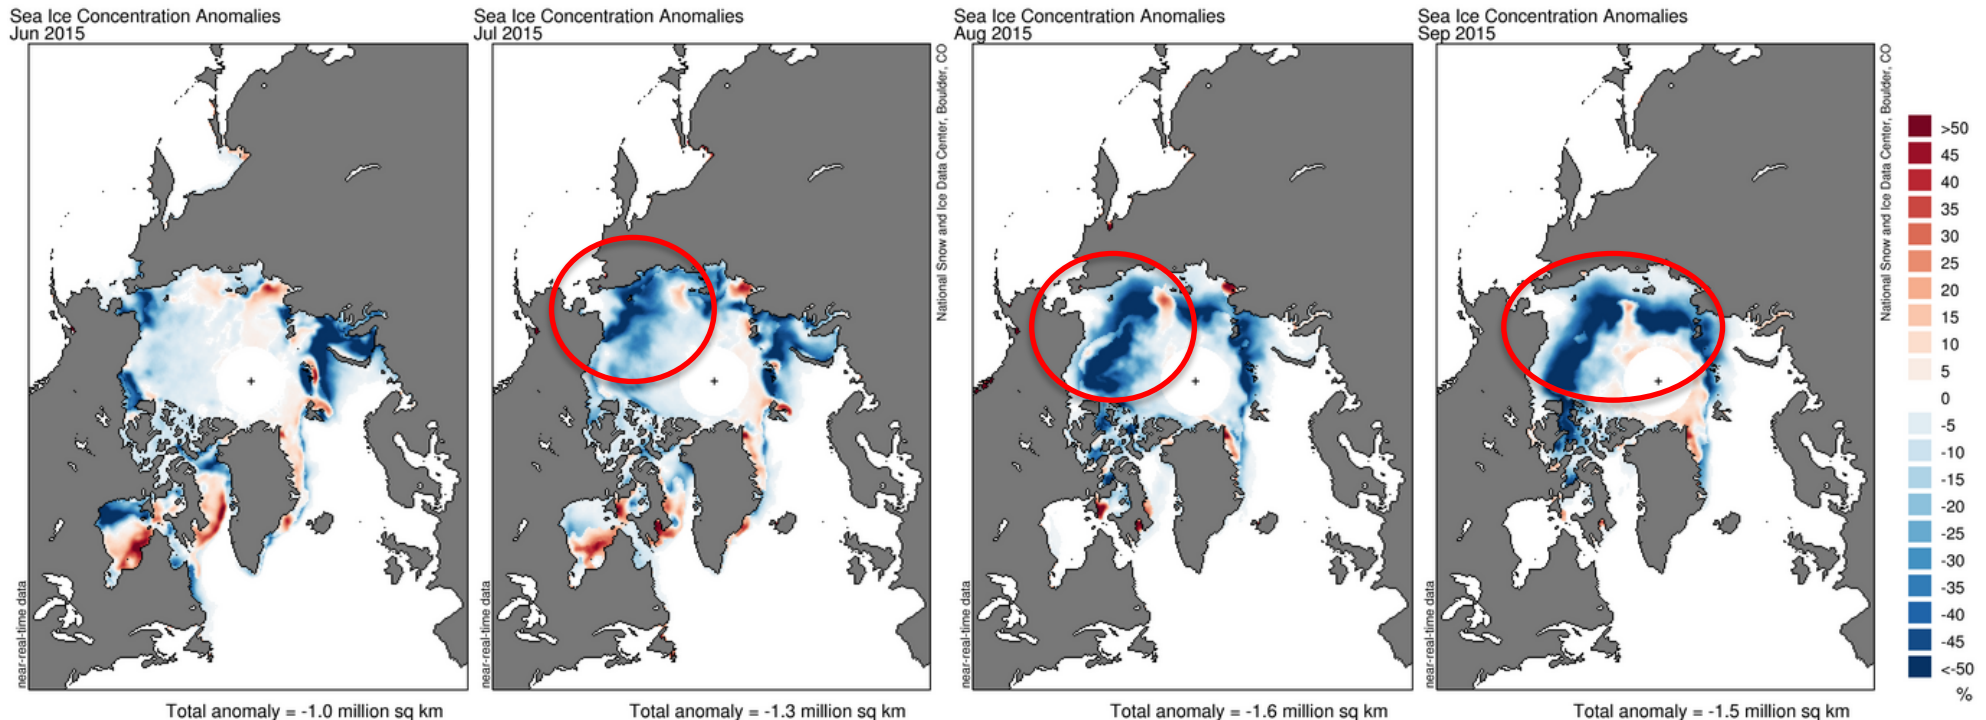 Sea Ice Concentration Anomalies
Jun 2015
near-real-time data
Total anomaly = -1.0 million sq km
Sea Ice Concentration Anomalies
Jul 2015
National Snow and Ice Data Center, Boulder, CO
near-real-time data
Total anomaly = -1.3 million sq km
Sea Ice Concentration Anomalies
Aug 2015
near-real-time data
Total anomaly = -1.6 million sq km
Sea Ice Concentration Anomalies
Sep 2015
National Snow and Ice Data Center, Boulder, CO
near-real-time data
Total anomaly = -1.5 million sq km
>50
45
40
35
30
25
20
15
10
5
0
-5
-10
-15
-20
-25
-30
-35
-40
-45
<-50
%